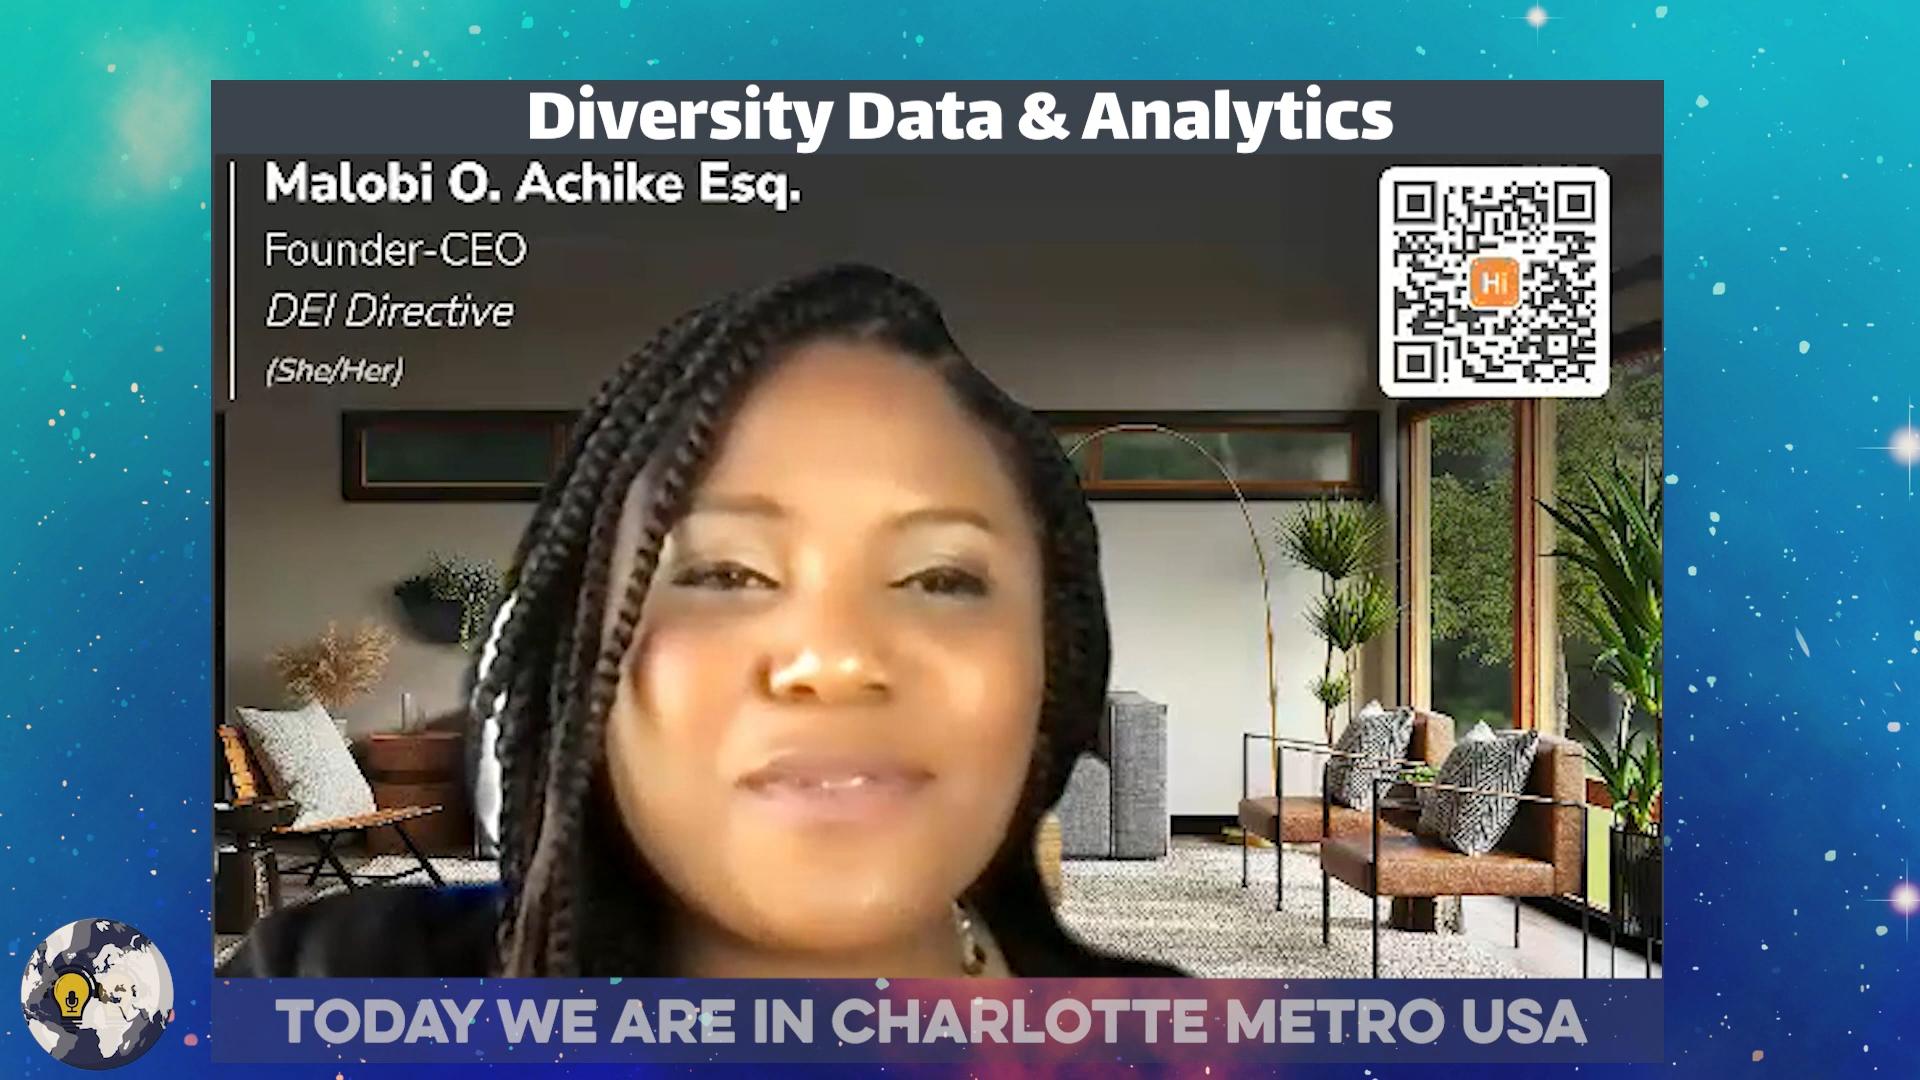 Diversity Data & Analytics
Malobi O. Achike Esq.
Founder-CEO
DEI Directive
(She/Her)
Hi
TODAY WE ARE IN CHARLOTTE METRO USA